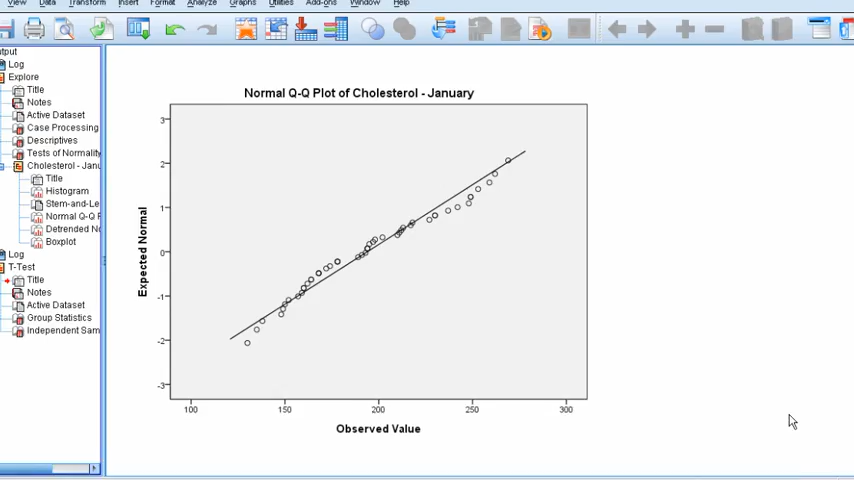 View Data Transform Insert Format Analyze Graphs Utilities Add-ons Window Help
Log
Explore
Title
Notes
Active Dataset
Case Processing
Descriptives
Tests of Normality
Cholesterol - Janu
Title
Histogram
Stem-and-Le
Normal Q-Q P
Detrended No
Boxplot
Log
T-Test
Title
Notes
Active Dataset
Group Statistics
Independent Sam
Normal Q-Q Plot of Cholesterol - January
3
2
1
0
-1
-2
-3
Expected Normal
100 150 200 250 300
Observed Value